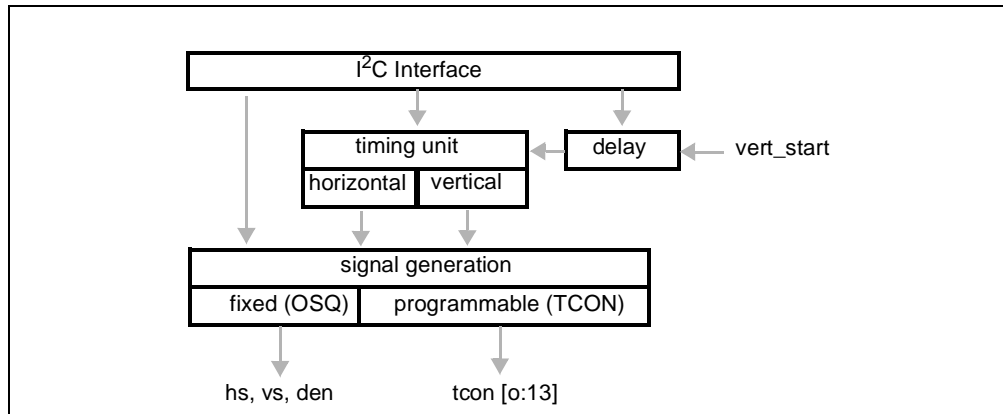 I²C Interface
timing unit
delay
vert_start
horizontal
vertical
signal generation
fixed (OSQ)
programmable (TCON)
hs, vs, den
tcon [o:13]